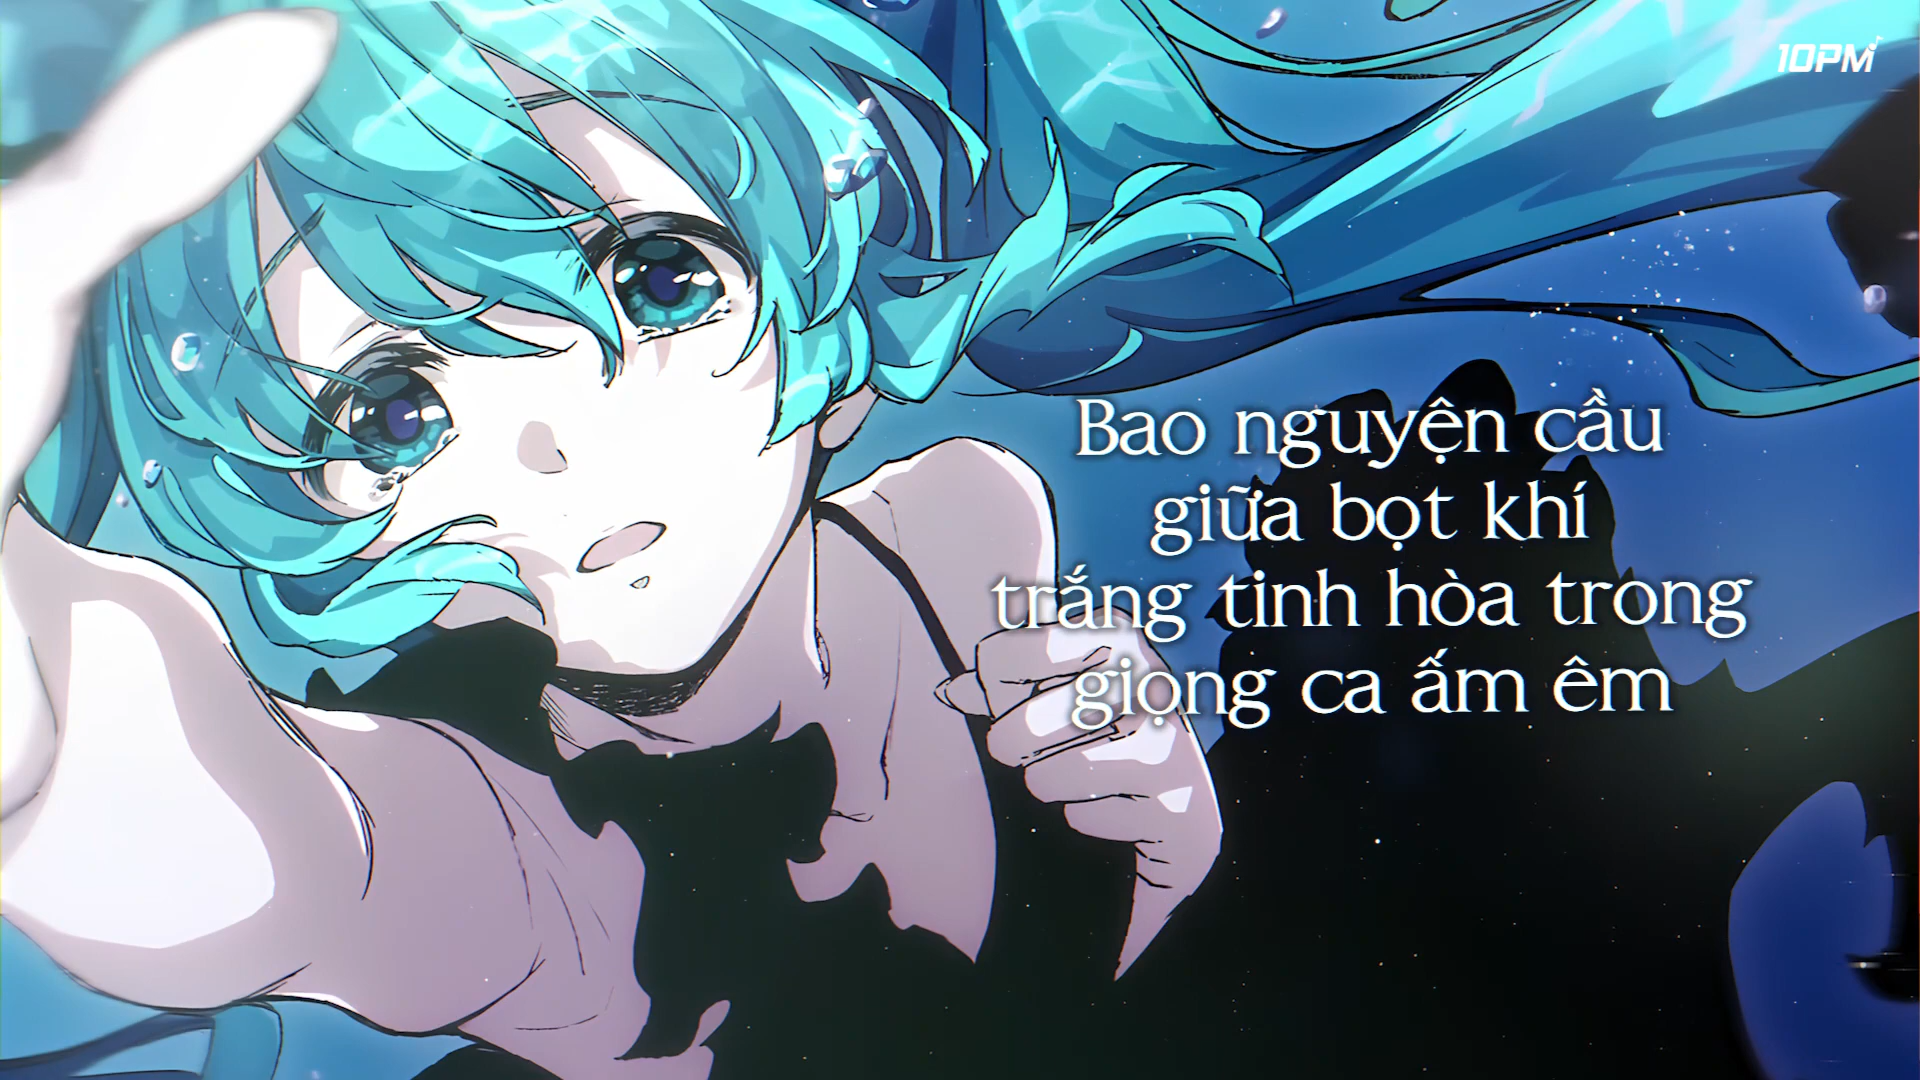 10PM
Bao nguyện cầu
giữa bọt khí
trắng tinh hòa trong
giọng ca ấm êm